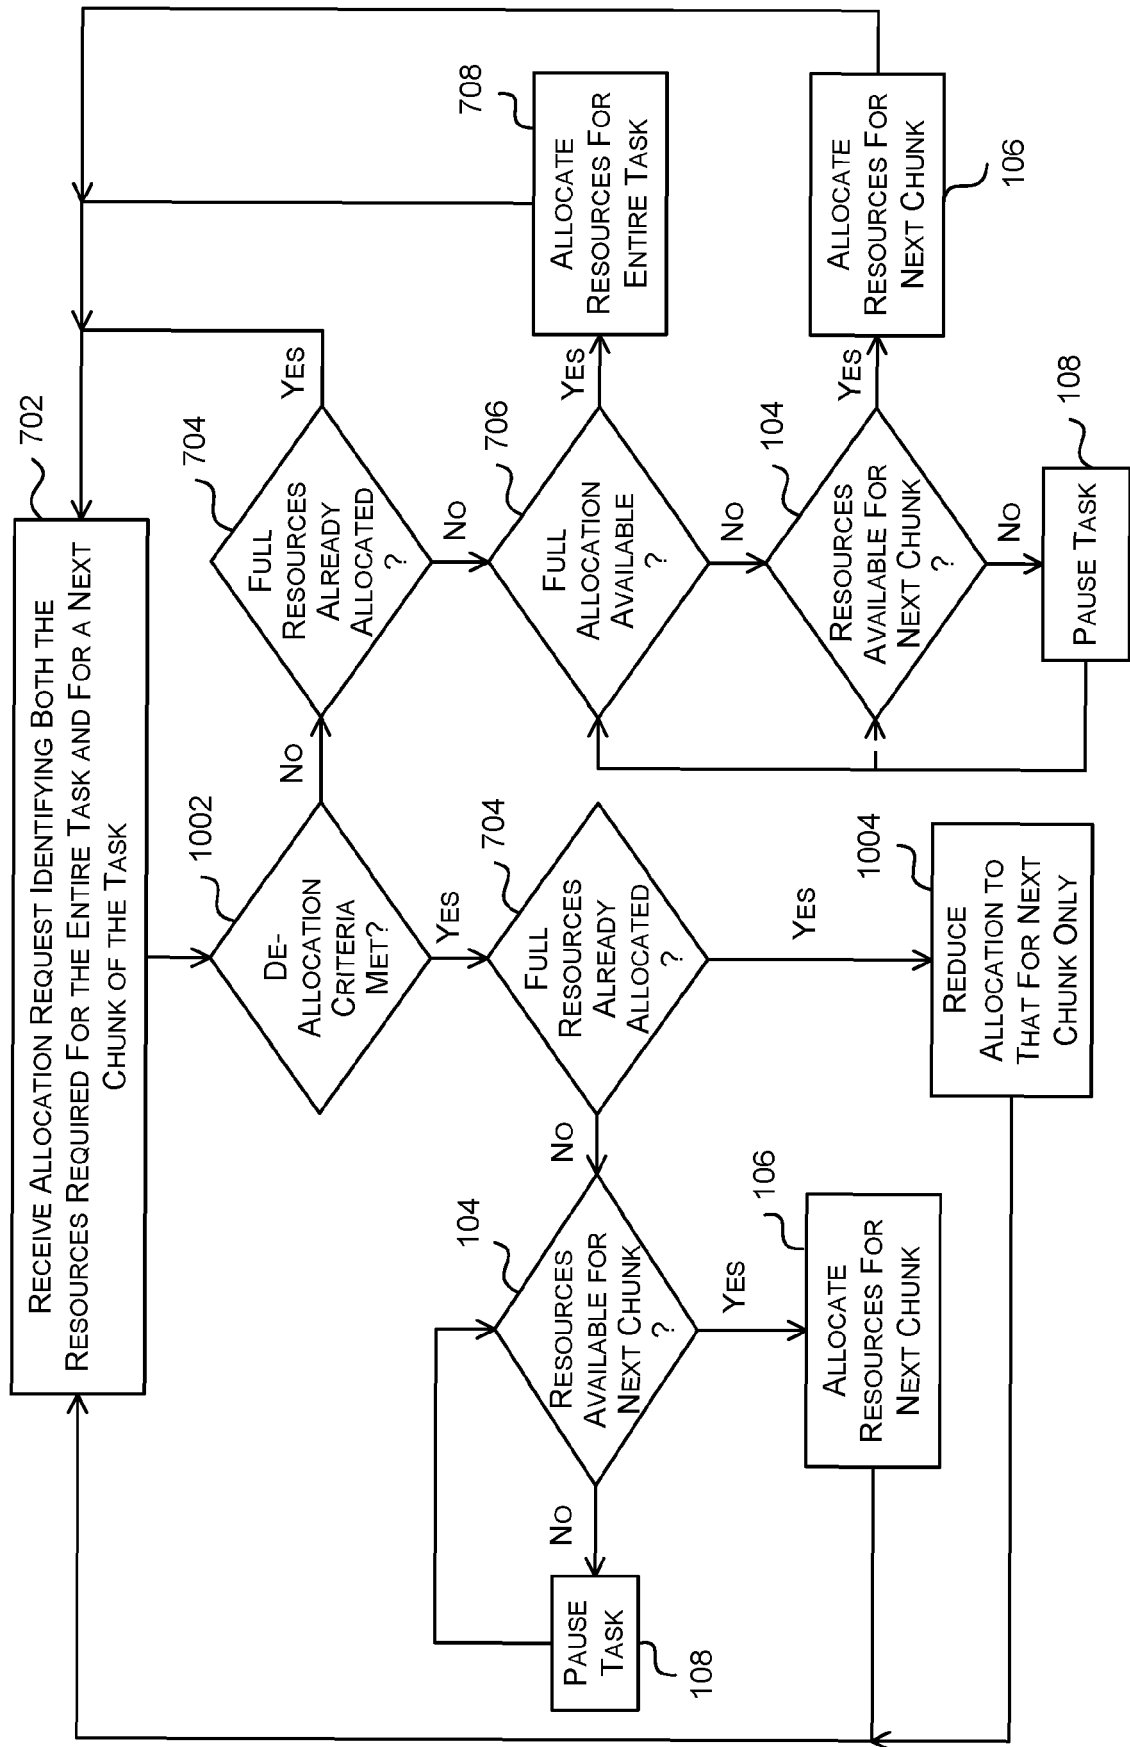 702
RECEIVE ALLOCATION REQUEST IDENTIFYING BOTH THE
RESOURCES REQUIRED FOR THE ENTIRE TASK AND FOR A NEXT
CHUNK OF THE TASK
1002
DE-
ALLOCATION
CRITERIA
MET?
NO
YES
704
FULL
RESOURCES
ALREADY
ALLOCATED
?
YES
NO
706
FULL
ALLOCATION
AVAILABLE
?
YES
NO
708
ALLOCATE
RESOURCES FOR
ENTIRE TASK
104
RESOURCES
AVAILABLE FOR
NEXT CHUNK
?
YES
NO
ALLOCATE
RESOURCES FOR
NEXT CHUNK
106
108
PAUSE TASK
704
FULL
RESOURCES
ALREADY
ALLOCATED
?
NO
YES
1004
REDUCE
ALLOCATION TO
THAT FOR NEXT
CHUNK ONLY
104
RESOURCES
AVAILABLE FOR
NEXT CHUNK
?
NO
YES
106
ALLOCATE
RESOURCES FOR
NEXT CHUNK
PAUSE
TASK
108